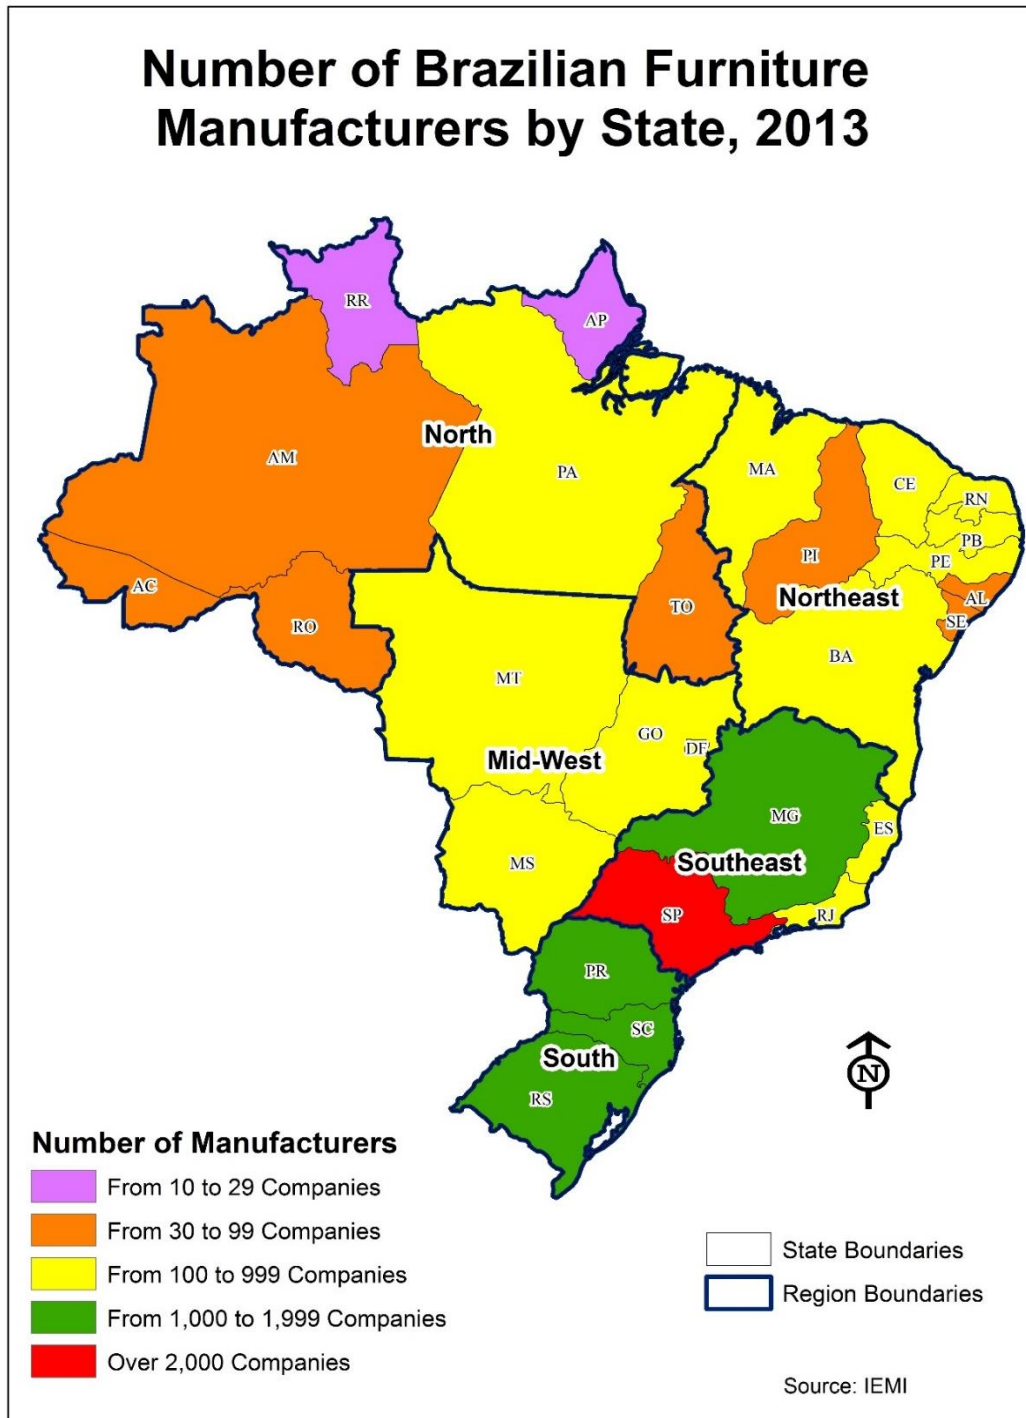 Number of Brazilian Furniture
Manufacturers by State, 2013
RR
AP
North
AM
PA
MA
CE
RN
PB
PE
PI
AC
RO
TO
Northeast
AL
SE
BA
MT
GO
DF
Mid-West
MG
ES
MS
Southeast
SP
RJ
PR
SC
South
RS
N
Number of Manufacturers
From 10 to 29 Companies
From 30 to 99 Companies
From 100 to 999 Companies
From 1,000 to 1,999 Companies
Over 2,000 Companies
State Boundaries
Region Boundaries
Source: IEMI